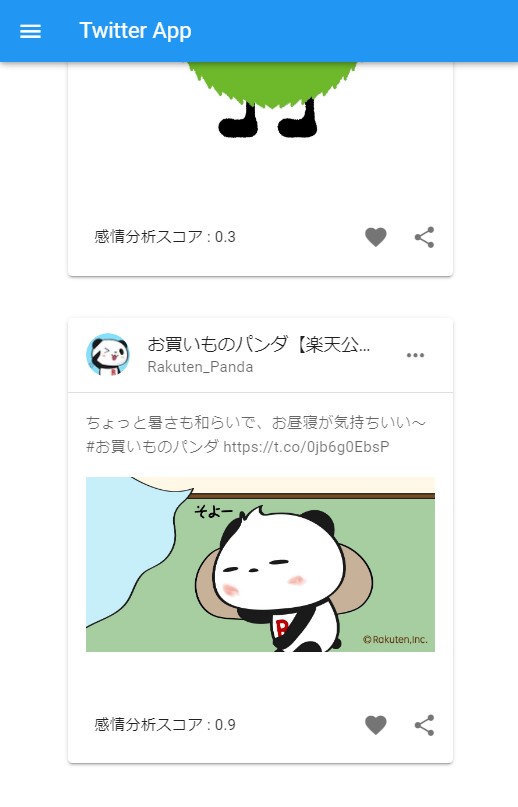 Twitter App
感情分析スコア : 0.3
お買いものパンダ【楽天公...
Rakuten_Panda
ちょっと暑さも和らいで、お昼寝が気持ちいい〜
#お買いものパンダ https://t.co/0jb6g0EbsP
そよー
R
©Rakuten,Inc.
感情分析スコア : 0.9